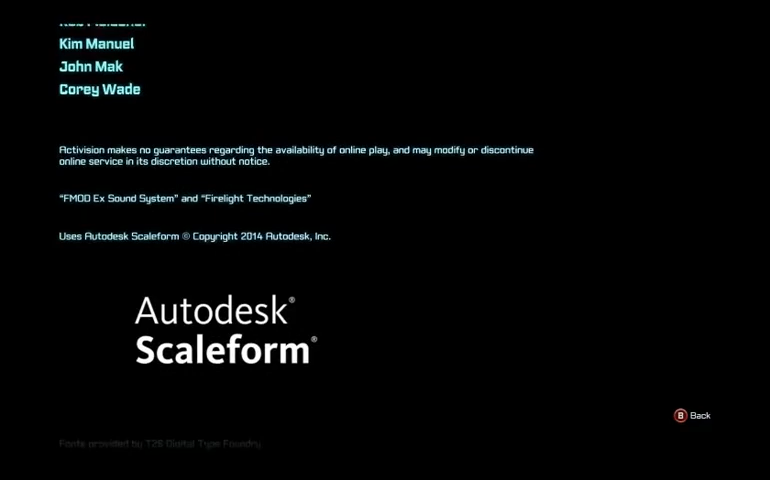 Kim Manuel
John Mak
Corey Wade
Activision makes no guarantees regarding the availability of online play, and may modify or discontinue
online service in its discretion without notice.
“FMOD Ex Sound System” and “Firelight Technologies”
Uses Autodesk Scaleform © Copyright 2014 Autodesk, Inc.
Autodesk®
Scaleform®
B Back
Fonts provided by T26 Digital Type Foundry